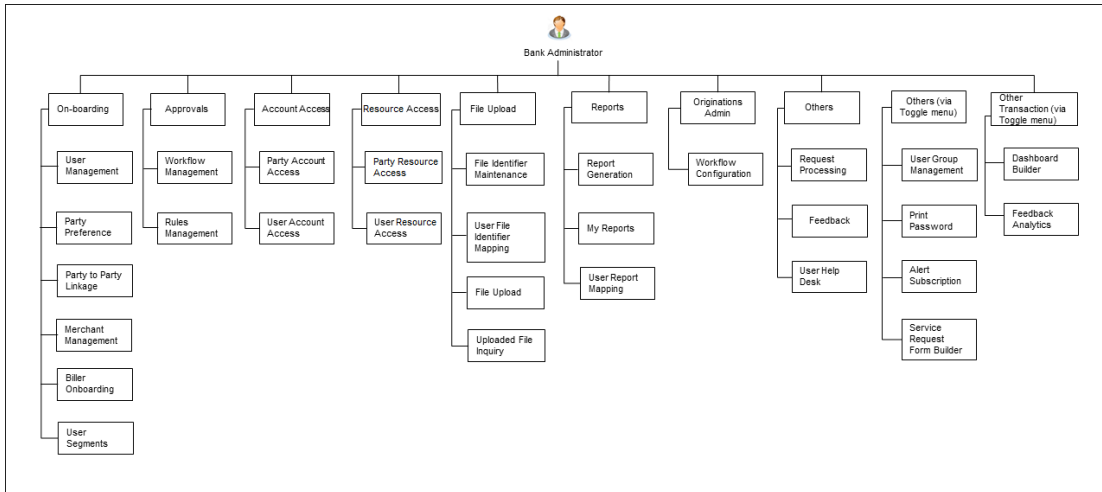 Bank Administrator
On-boarding
Approvals
Account Access
Resource Access
File Upload
Reports
Originations
Admin
Others
Others (via
Toggle menu)
Other
Transaction (via
Toggle menu)
User
Management
Party
Preference
Party to Party
Linkage
Merchant
Management
Biller
Onboarding
User
Segments
Workflow
Management
Rules
Management
Party Account
Access
User Account
Access
Party Resource
Access
User Resource
Access
File Identifier
Maintenance
User File
Identifier
Mapping
File Upload
Uploaded File
Inquiry
Report
Generation
My Reports
User Report
Mapping
Workflow
Configuration
Request
Processing
Feedback
User Help
Desk
User Group
Management
Print
Password
Alert
Subscription
Service
Request
Form Builder
Dashboard
Builder
Feedback
Analytics